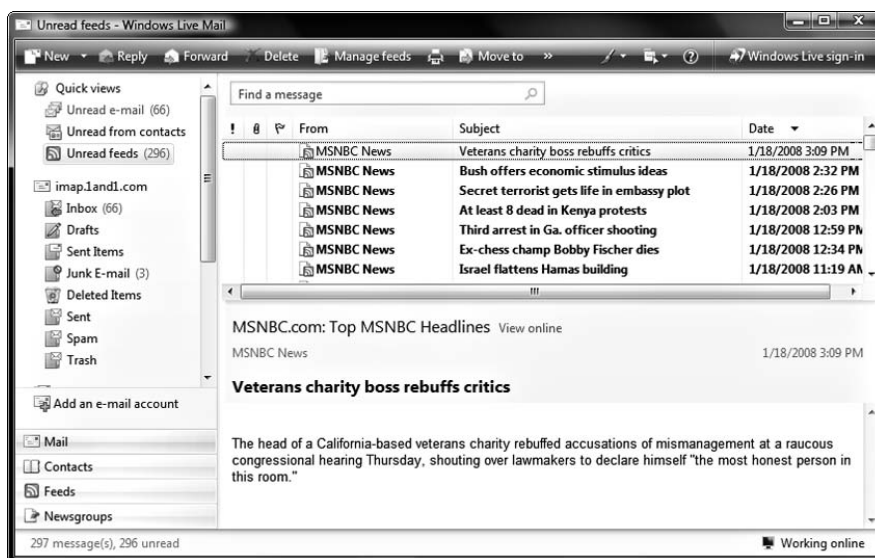 Unread feeds - Windows Live Mail
New Reply Forward Delete Manage feeds Move to » Windows Live sign-in
Quick views
Unread e-mail (66)
Unread from contacts
Unread feeds (296)
imap.1and1.com
Inbox (66)
Drafts
Sent Items
Junk E-mail (3)
Deleted Items
Sent
Spam
Trash
Add an e-mail account
Mail
Contacts
Feeds
Newsgroups
Find a message
! From Subject Date
MSNBC News Veterans charity boss rebuffs critics 1/18/2008 3:09 PM
MSNBC News Bush offers economic stimulus ideas 1/18/2008 2:32 PM
MSNBC News Secret terrorist gets life in embassy plot 1/18/2008 2:26 PM
MSNBC News At least 8 dead in Kenya protests 1/18/2008 2:03 PM
MSNBC News Third arrest in Ga. officer shooting 1/18/2008 12:59 PM
MSNBC News Ex-chess champ Bobby Fischer dies 1/18/2008 12:34 PM
MSNBC News Israel flattens Hamas building 1/18/2008 11:19 AM
MSNBC.com: Top MSNBC Headlines View online
MSNBC News 1/18/2008 3:09 PM
Veterans charity boss rebuffs critics
The head of a California-based veterans charity rebuffed accusations of mismanagement at a raucous
congressional hearing Thursday, shouting over lawmakers to declare himself "the most honest person in
this room."
297 message(s), 296 unread Working online